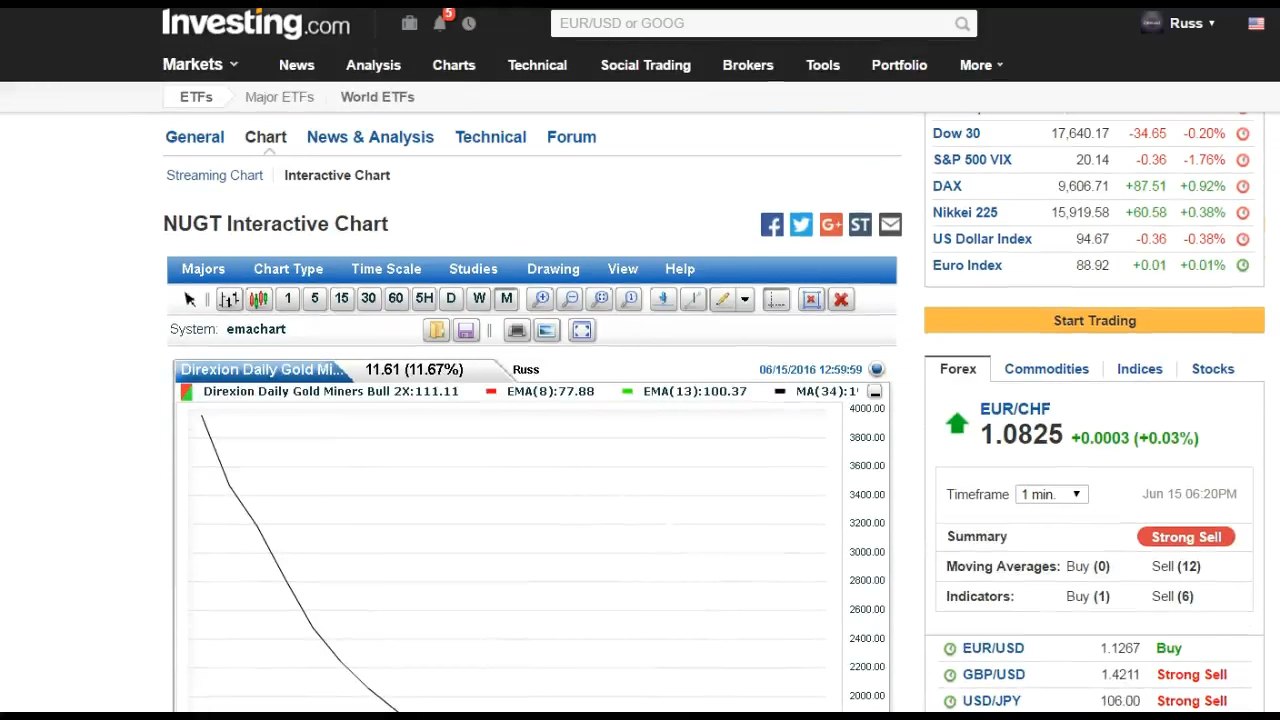 Investing.com
5
EUR/USD or GOOG
Russ
Markets News Analysis Charts Technical Social Trading Brokers Tools Portfolio More
ETFs Major ETFs World ETFs
General Chart News & Analysis Technical Forum
Streaming Chart Interactive Chart
NUGT Interactive Chart
G+ ST
Majors Chart Type Time Scale Studies Drawing View Help
1 5 15 30 60 5H D W M
System: emachart
Direxion Daily Gold Mi... 11.61 (11.67%) Russ 06/15/2016 12:59:59
Direxion Daily Gold Miners Bull 2X:111.11 EMA(8):77.88 EMA(13):100.37 MA(34):1
4000.00
3800.00
3600.00
3400.00
3200.00
3000.00
2800.00
2600.00
2400.00
2200.00
2000.00
Dow 30 17,640.17 -34.65 -0.20%
S&P 500 VIX 20.14 -0.36 -1.76%
DAX 9,606.71 +87.51 +0.92%
Nikkei 225 15,919.58 +60.58 +0.38%
US Dollar Index 94.67 -0.36 -0.38%
Euro Index 88.92 +0.01 +0.01%
Start Trading
Forex Commodities Indices Stocks
EUR/CHF
1.0825 +0.0003 (+0.03%)
Timeframe 1 min. Jun 15 06:20PM
Summary Strong Sell
Moving Averages: Buy (0) Sell (12)
Indicators: Buy (1) Sell (6)
EUR/USD 1.1267 Buy
GBP/USD 1.4211 Strong Sell
USD/JPY 106.00 Strong Sell